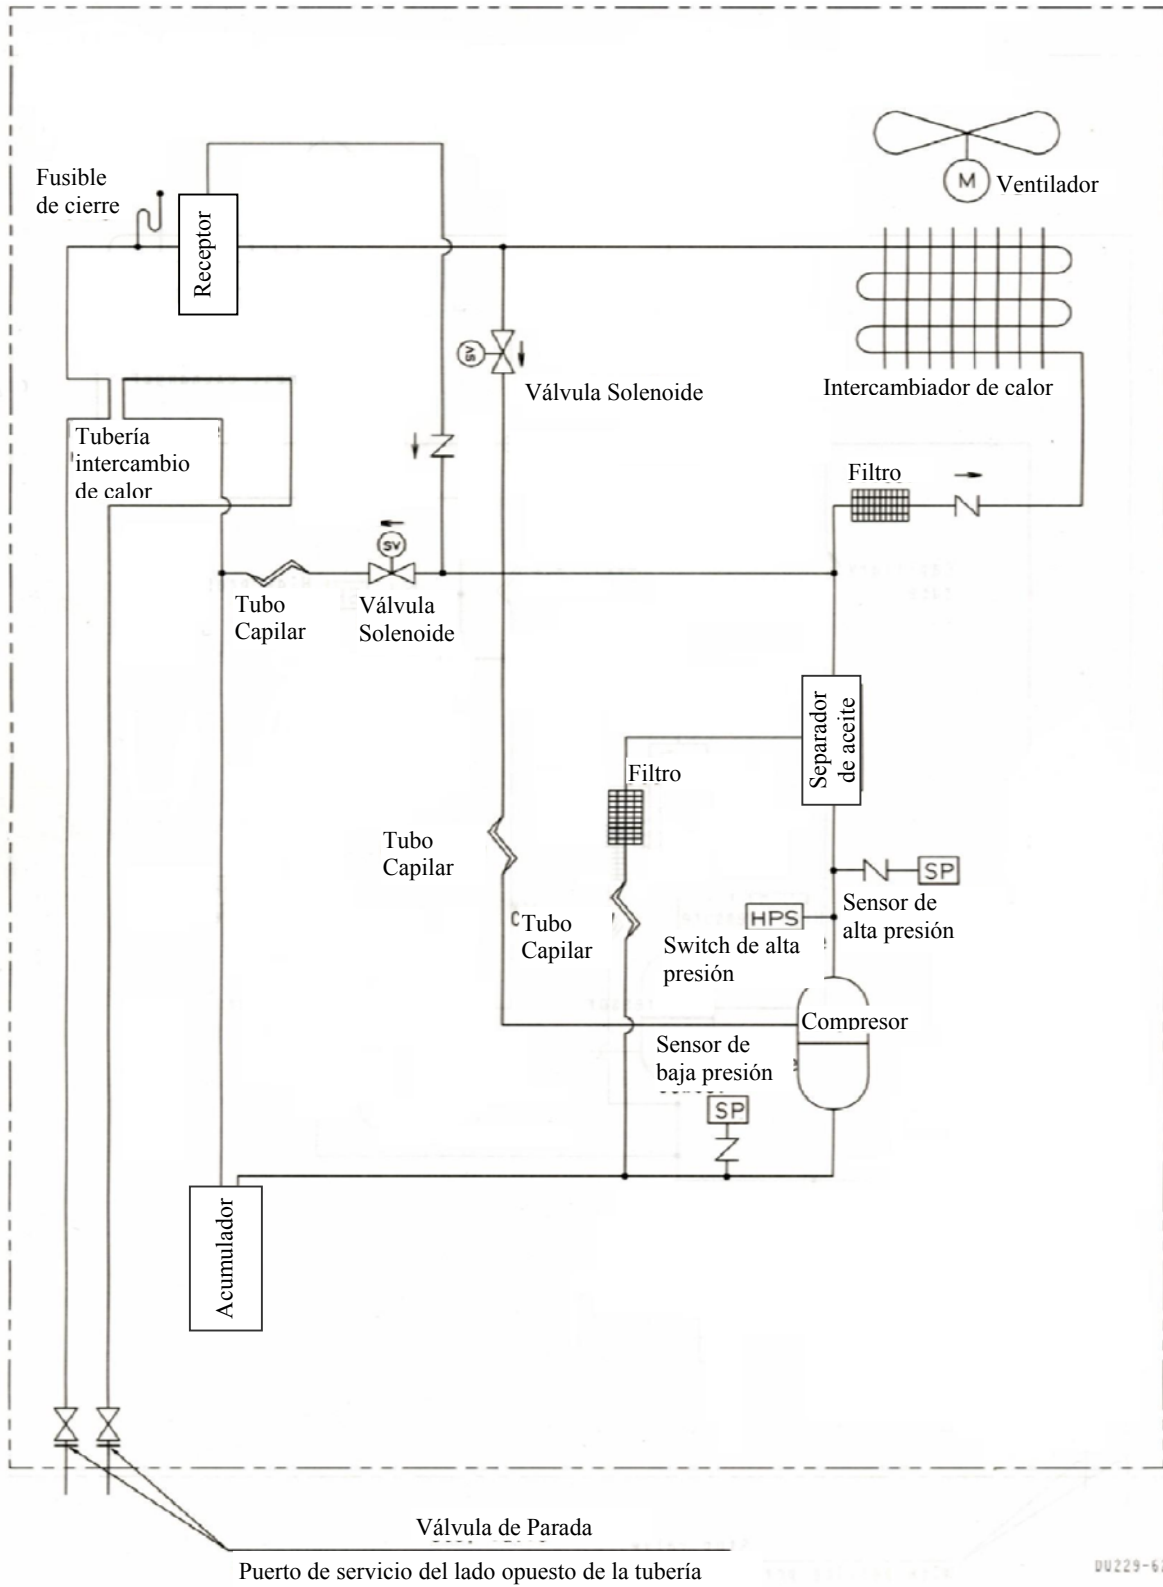 M
Ventilador
Fusible
de cierre
Receptor
SV
Válvula Solenoide
Intercambiador de calor
Tubería
intercambio
de calor
Filtro
SV
Tubo
Capilar
Válvula
Solenoide
Separador
de aceite
Filtro
Tubo
Capilar
SP
Sensor de
alta presión
HPS
Tubo
Capilar
Switch de alta
presión
Compresor
Sensor de
baja presión
SP
Acumulador
Válvula de Parada
Puerto de servicio del lado opuesto de la tubería